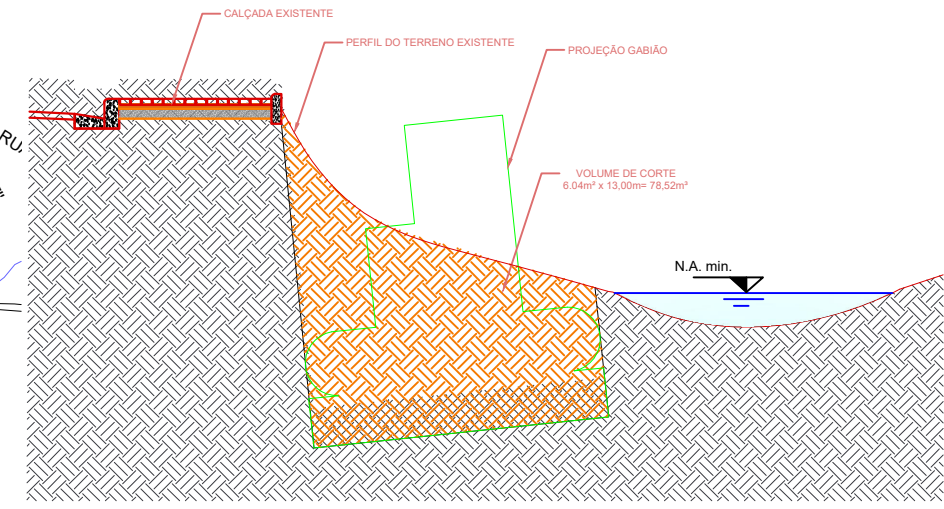 CALÇADA EXISTENTE
PERFIL DO TERRENO EXISTENTE
PROJEÇÃO GABIÃO
VOLUME DE CORTE
6.04m² x 13,00m= 78,52m³
N.A. min.